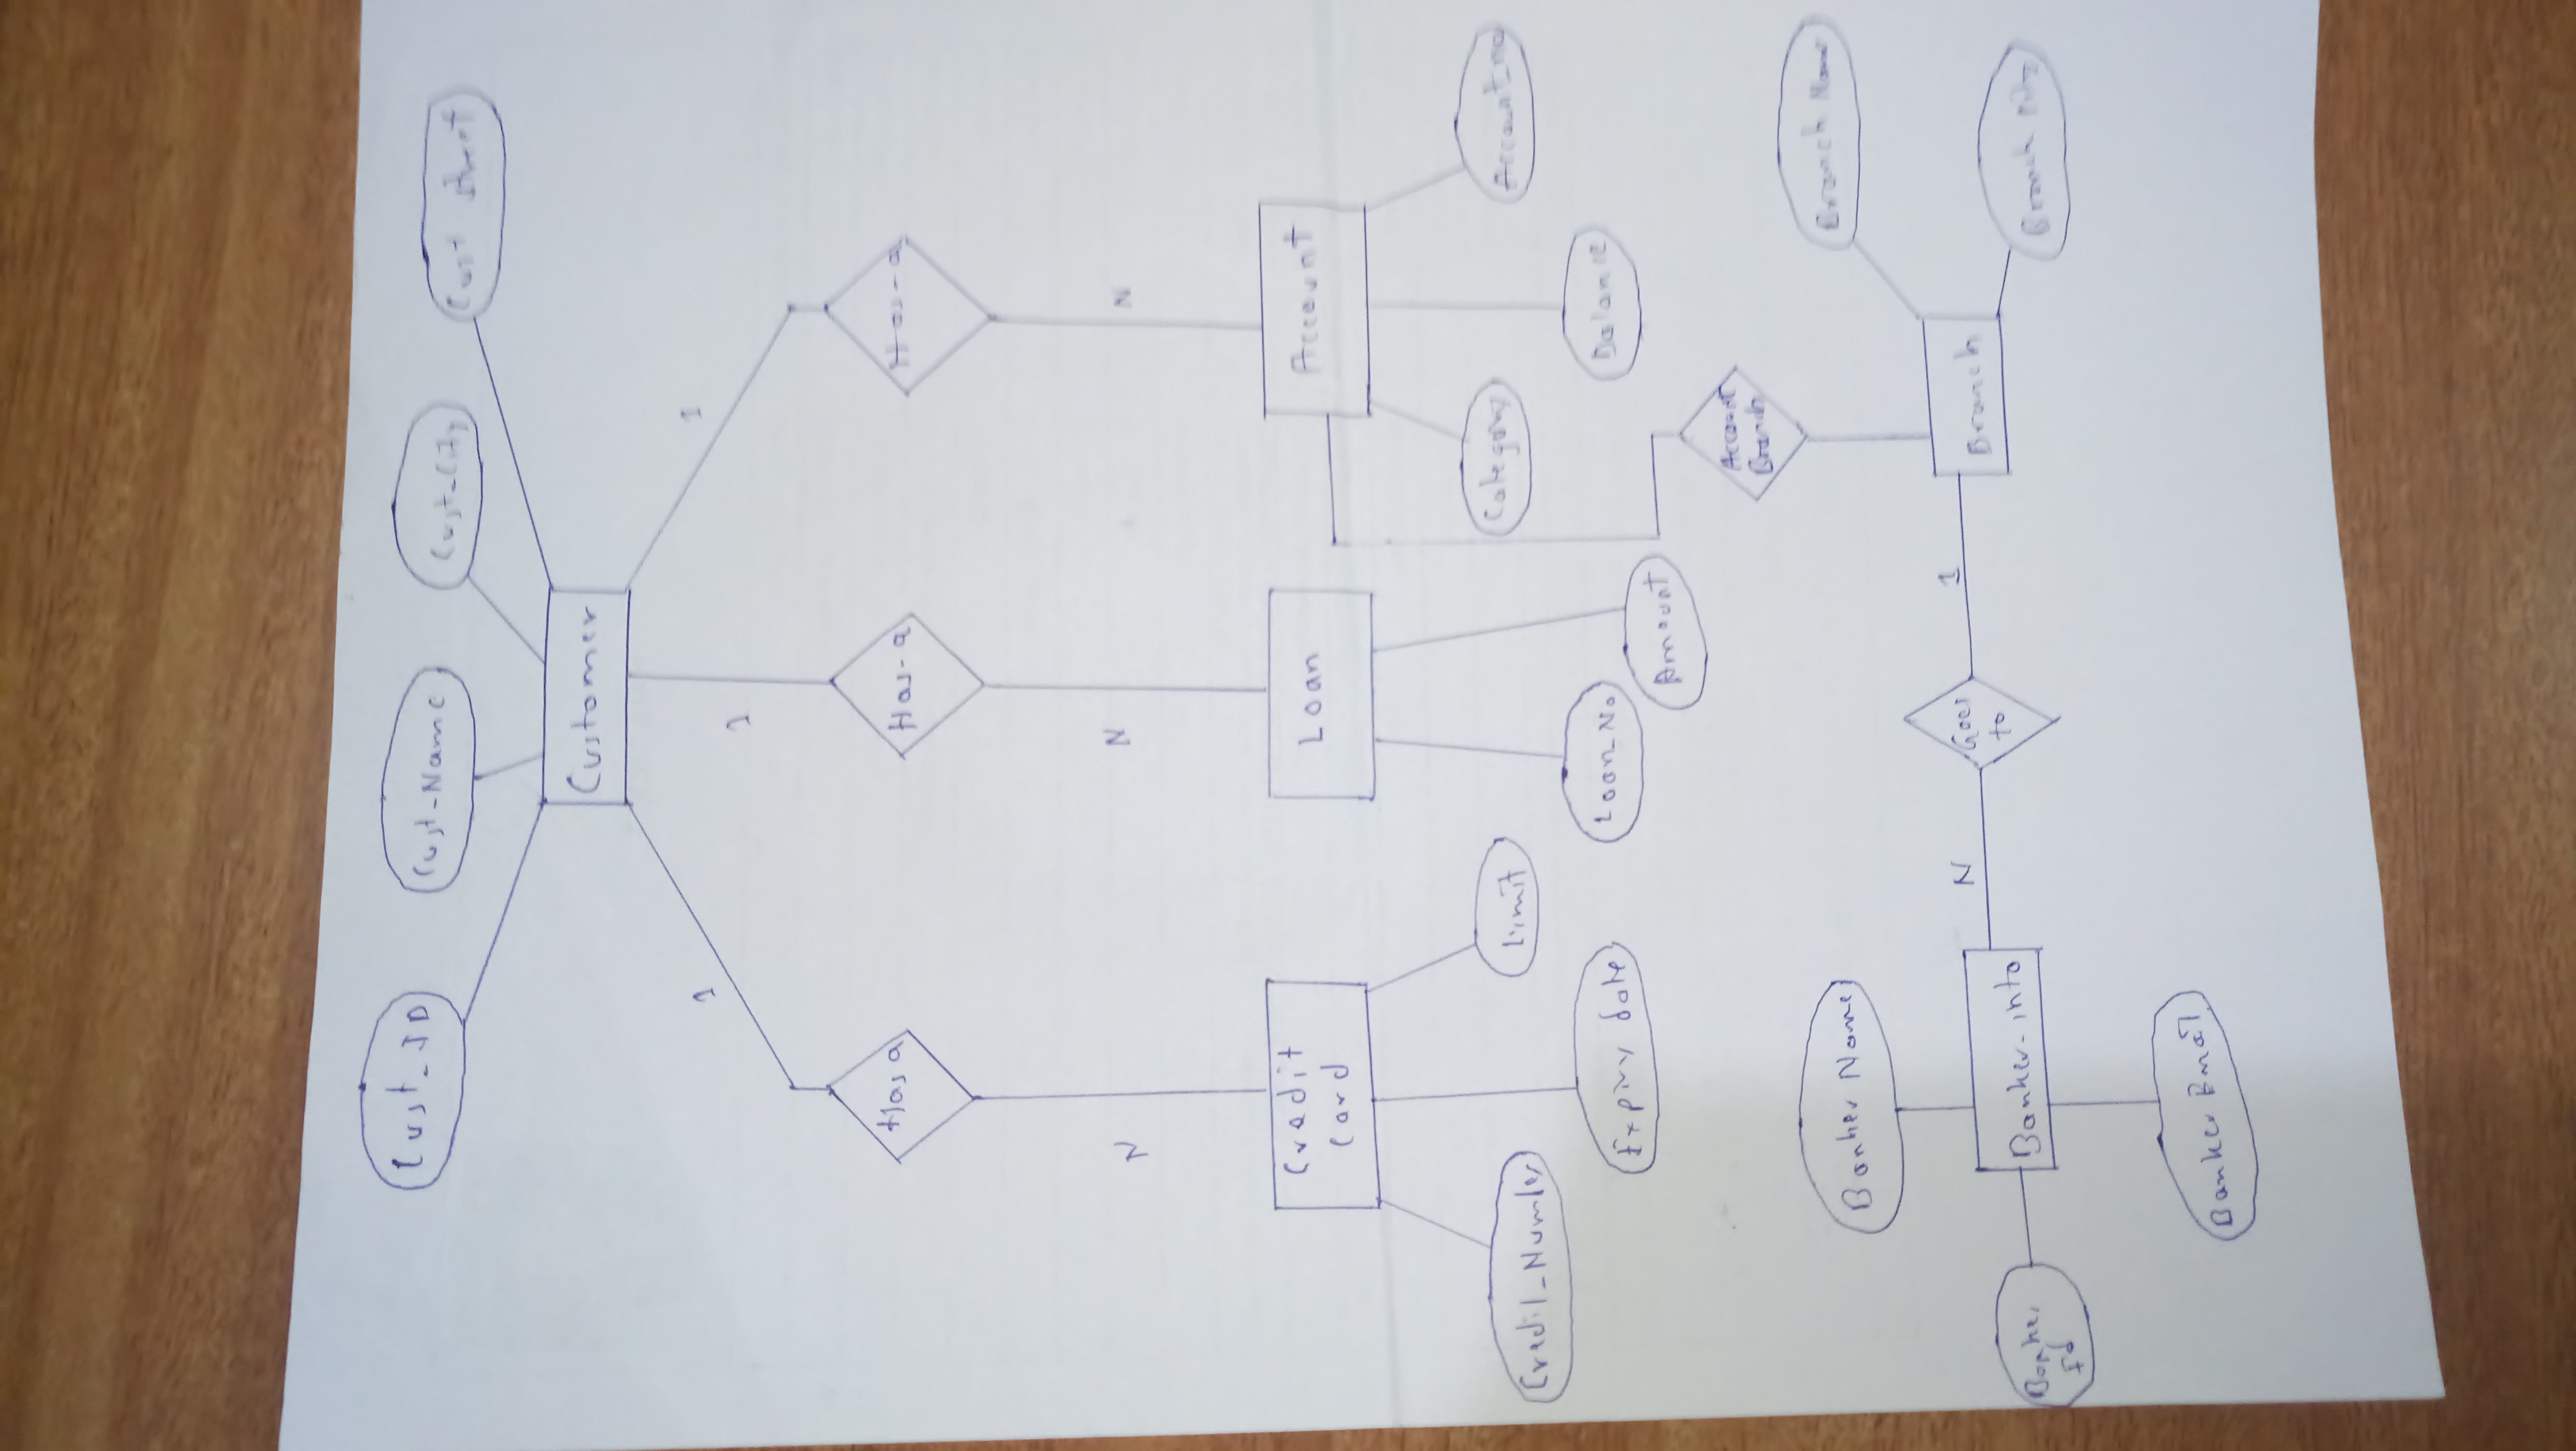 Cust_ID
Cust_Name
Cust_City
Cust Street
Customer
1
1
1
Has a
Has-a
Has-a
N
N
N
Credit
Card
Loan
Account
Credit_Number
Limit
Expiry date
Loan_No
Amount
Category
Account_no
Balance
Account
Branch
Banker Name
Branch Name
N
Goes
to
1
Branch
Banker-into
Banker
Id
Branch
Banker Email